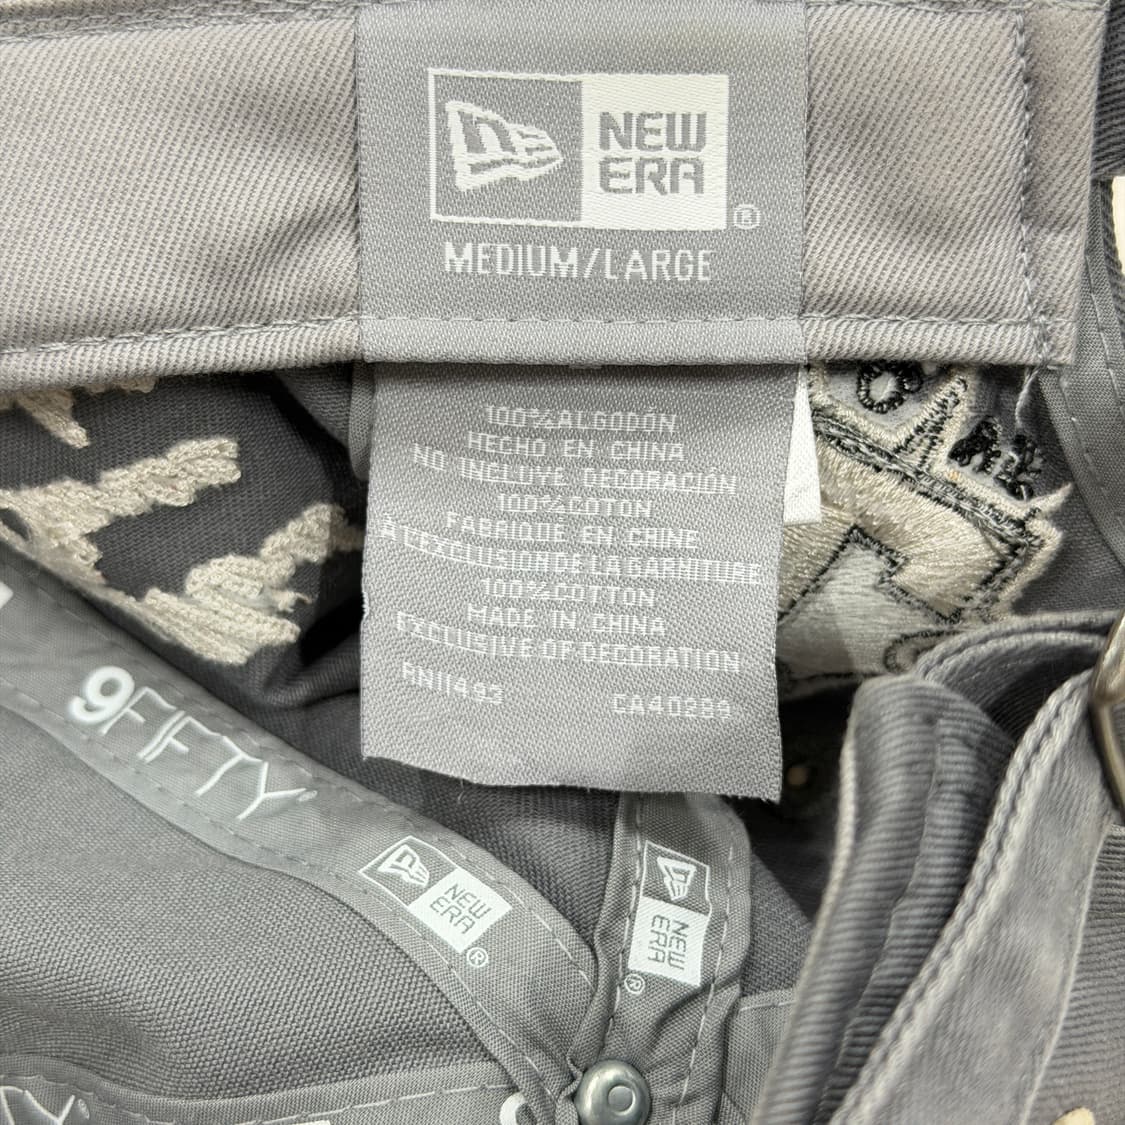 NEW
ERA
®
MEDIUM/LARGE
100% ALGODÓN
HECHO EN CHINA
NO INCLUYE DECORACIÓN
100% COTON
FABRIQUE EN CHINE
À L'EXCLUSION DE LA GARNITURE
100% COTTON
MADE IN CHINA
EXCLUSIVE OF DECORATION
RN11493 CA40289
9FIFTY
NEW
ERA
®
NEW
ERA
®